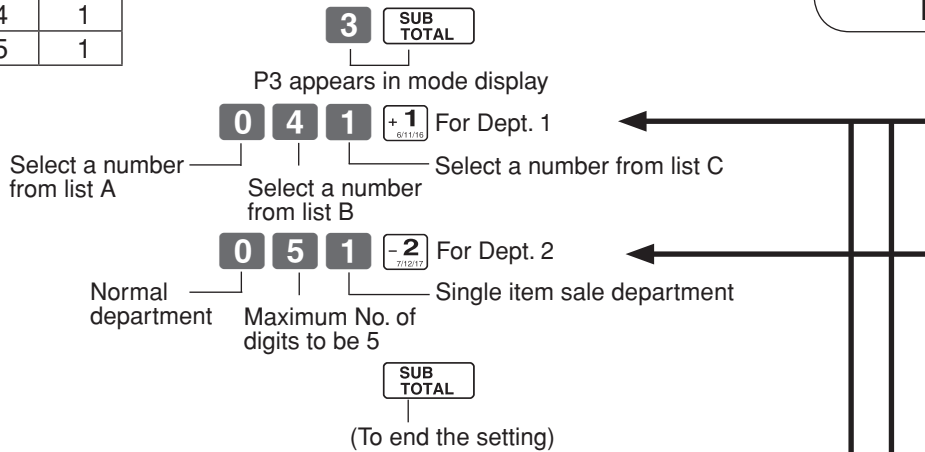 4 1
5 1
3 SUB TOTAL
P3 appears in mode display
0 4 1 + 1 6/11/16 For Dept. 1
Select a number from list A
Select a number from list B
Select a number from list C
0 5 1 - 2 7/12/17 For Dept. 2
Normal department
Maximum No. of digits to be 5
Single item sale department
SUB TOTAL
(To end the setting)